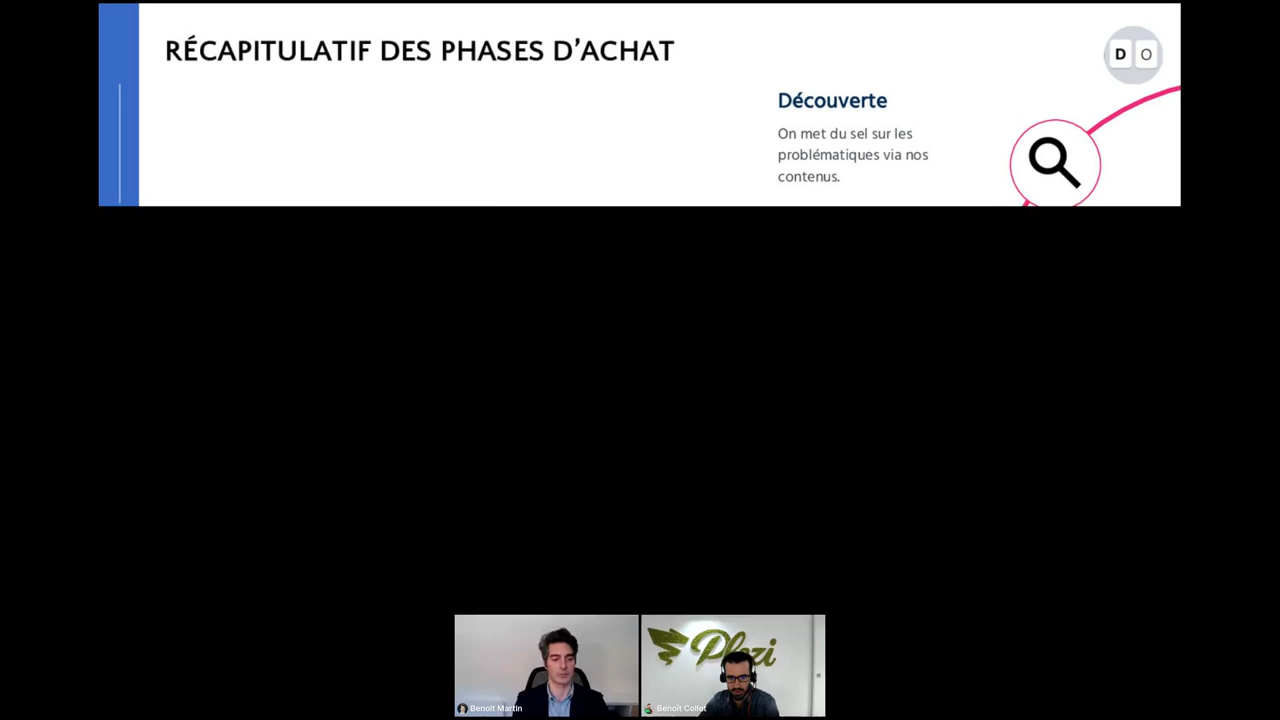 RÉCAPITULATIF DES PHASES D'ACHAT
D O
Découverte
On met du sel sur les
problématiques via nos
contenus.
Plezi
Benoit Martin
Benoît Collet